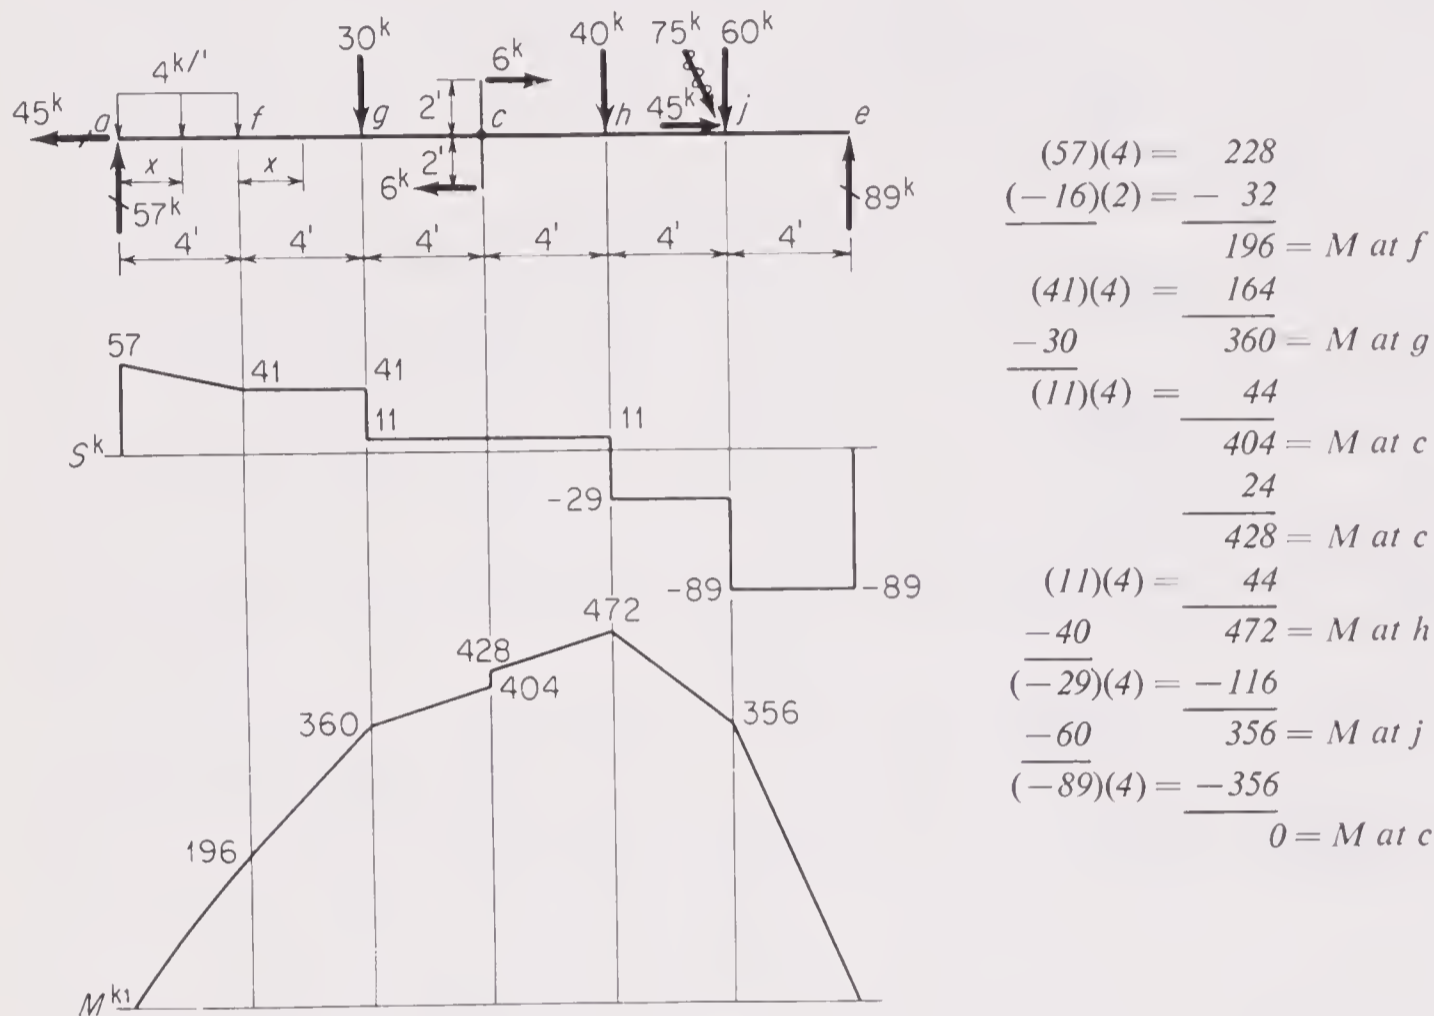 30ᵏ 40ᵏ 75ᵏ 60ᵏ
4ᵏ/' 6ᵏ
45ᵏ a f g 2' c h 45ᵏ j e
x x 2'
57ᵏ 6ᵏ 89ᵏ
4' 4' 4' 4' 4' 4'
57
41 41
11 11
Sᵏ
-29
-89 -89
472
428
404
360 356
196
Mᵏ¹
(57)(4) = 228
(-16)(2) = - 32
196 = M at f
(41)(4) = 164
-30 360 = M at g
(11)(4) = 44
404 = M at c
24
428 = M at c
(11)(4) = 44
-40 472 = M at h
(-29)(4) = -116
-60 356 = M at j
(-89)(4) = -356
0 = M at c